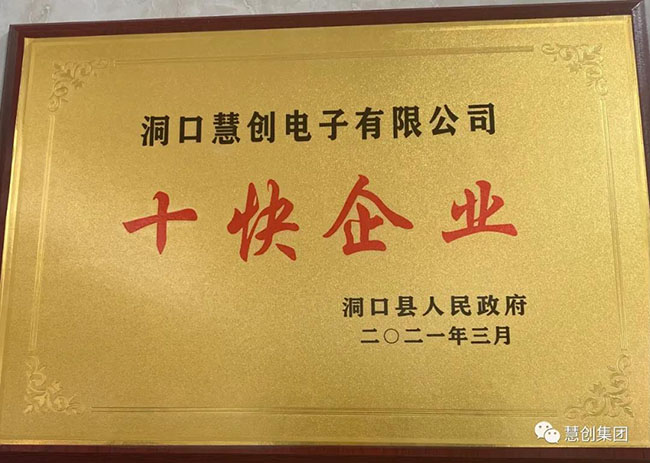 洞口慧创电子有限公司
十快企业
洞口县人民政府
二〇二一年三月
慧创集团